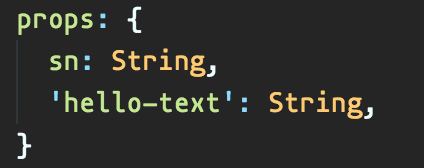 props: {
  sn: String,
  'hello-text': String,
}